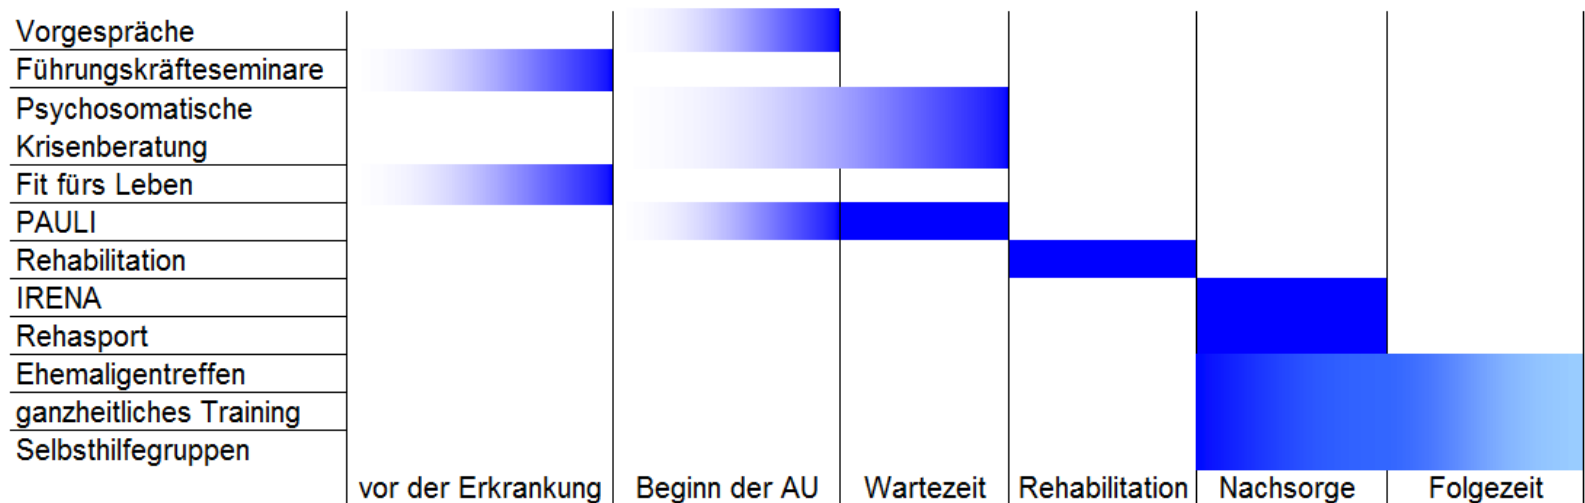 Vorgespräche
Führungskräfteseminare
Psychosomatische
Krisenberatung
Fit fürs Leben
PAULI
Rehabilitation
IRENA
Rehasport
Ehemaligentreffen
ganzheitliches Training
Selbsthilfegruppen
vor der Erkrankung Beginn der AU Wartezeit Rehabilitation Nachsorge Folgezeit